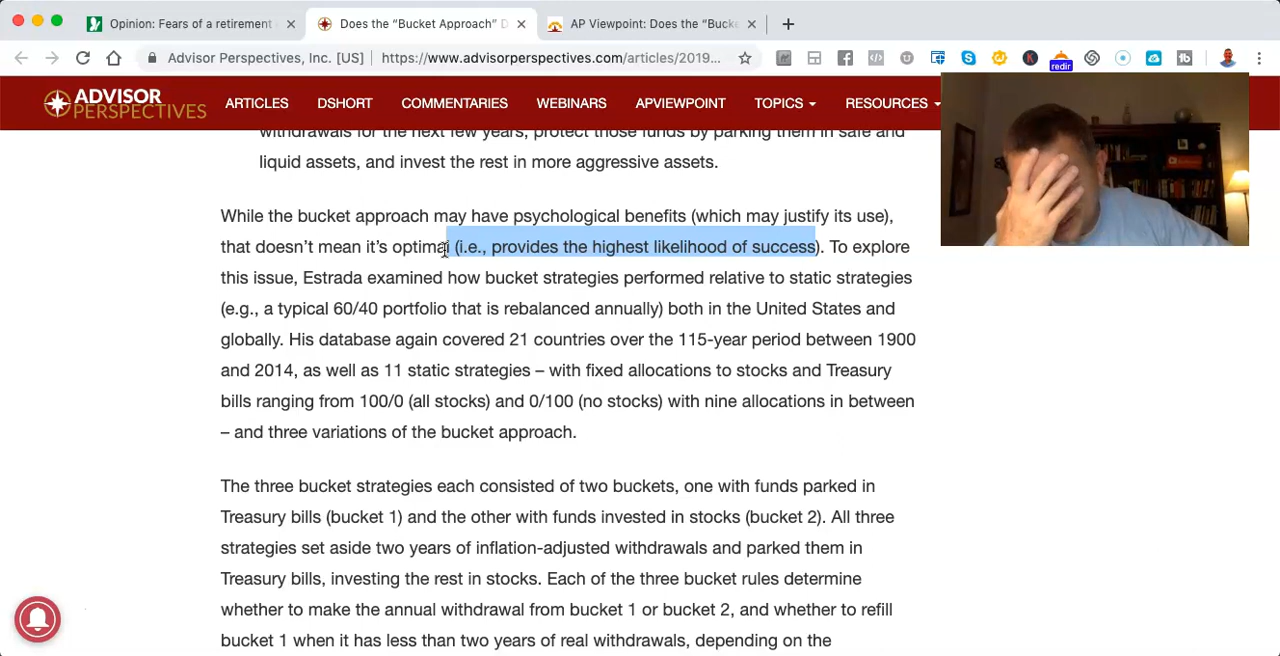 Opinion: Fears of a retirement
Does the “Bucket Approach” D
AP Viewpoint: Does the “Bucke
Advisor Perspectives, Inc. [US]
https://www.advisorperspectives.com/articles/2019...
redir
ADVISOR
PERSPECTIVES
ARTICLES
DSHORT
COMMENTARIES
WEBINARS
APVIEWPOINT
TOPICS
RESOURCES
withdrawals for the next few years, protect those funds by parking them in safe and
liquid assets, and invest the rest in more aggressive assets.
While the bucket approach may have psychological benefits (which may justify its use),
that doesn’t mean it’s optimal (i.e., provides the highest likelihood of success). To explore
this issue, Estrada examined how bucket strategies performed relative to static strategies
(e.g., a typical 60/40 portfolio that is rebalanced annually) both in the United States and
globally. His database again covered 21 countries over the 115-year period between 1900
and 2014, as well as 11 static strategies – with fixed allocations to stocks and Treasury
bills ranging from 100/0 (all stocks) and 0/100 (no stocks) with nine allocations in between
– and three variations of the bucket approach.
The three bucket strategies each consisted of two buckets, one with funds parked in
Treasury bills (bucket 1) and the other with funds invested in stocks (bucket 2). All three
strategies set aside two years of inflation-adjusted withdrawals and parked them in
Treasury bills, investing the rest in stocks. Each of the three bucket rules determine
whether to make the annual withdrawal from bucket 1 or bucket 2, and whether to refill
bucket 1 when it has less than two years of real withdrawals, depending on the